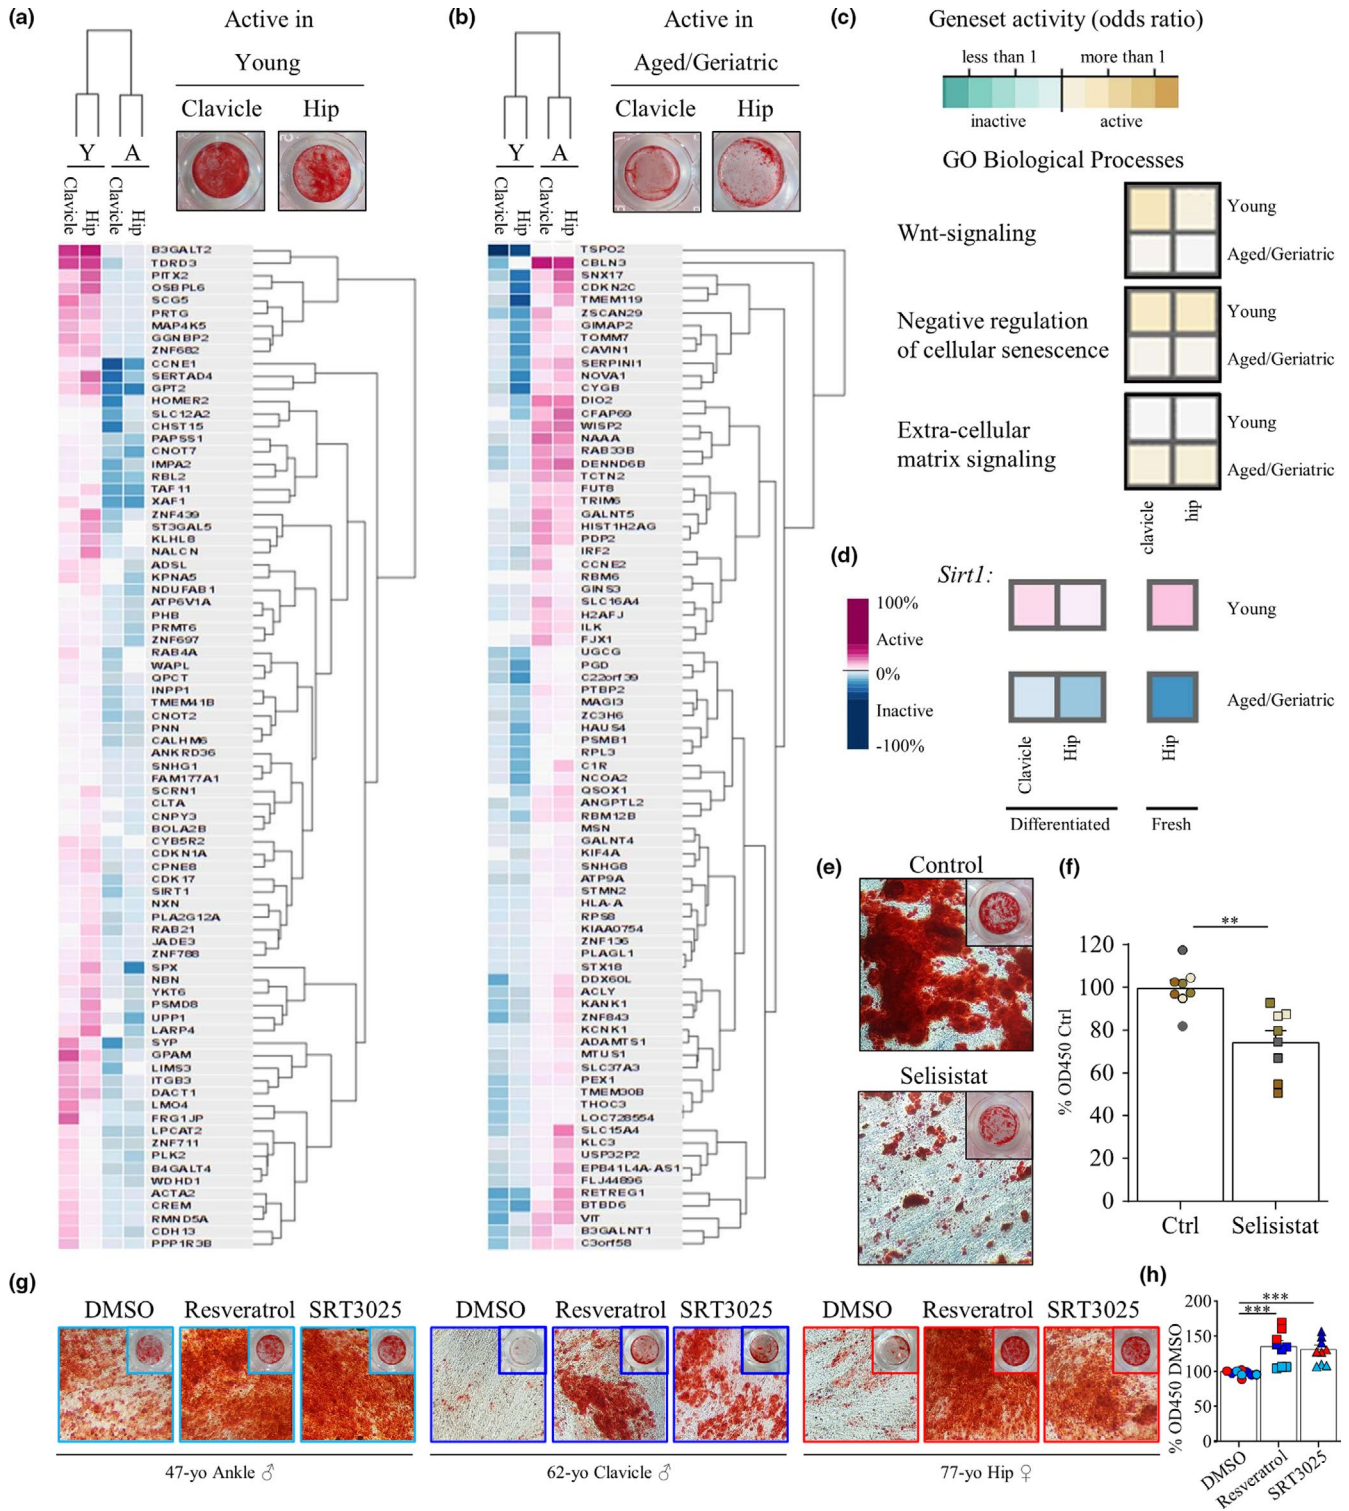 (a)
Active in
Young
Clavicle Hip
Y A
Clavicle
Hip
Clavicle
Hip
B3GALT2
TDRD3
PITX2
OSBPL6
SCG5
PRTG
MAP4K5
GGNBP2
ZNF682
CCNE1
SERTAD4
GPT2
HOMER2
SLC12A2
CHST15
PAPSS1
CNOT7
IMPA2
RBL2
TAF11
XAF1
ZNF439
ST3GAL5
KLHL8
NALCN
ADSL
KPNA5
NDUFAB1
ATP6V1A
PHB
PRMT6
ZNF697
RAB4A
WAPL
QPCT
INPP1
TMEM41B
CNOT2
PNN
CALHM6
ANKRD36
SNHG1
FAM177A1
SCRN1
CLTA
CNPY3
BOLA2B
CYB5R2
CDKN1A
CPNE8
CDK17
SIRT1
NXN
PLA2G12A
RAB21
JADE3
ZNF788
SPX
NBN
YKT6
PSMD8
UPP1
LARP4
SYP
GPAM
LIMS3
ITGB3
DACT1
LMO4
FRG1JP
LPCAT2
ZNF711
PLK2
B4GALT4
WDHD1
ACTA2
CREM
RMND5A
CDH13
PPP1R3B
(b)
Active in
Aged/Geriatric
Clavicle Hip
Y A
Clavicle
Hip
Clavicle
Hip
TSPO2
CBLN3
SNX17
CDKN2C
TMEM119
ZSCAN29
GIMAP2
TOMM7
CAVIN1
SERPINI1
NOVA1
CYGB
DIO2
CFAP69
WISP2
NAAA
RAB33B
DENND6B
TCTN2
FUT8
TRIM6
GALNT5
HIST1H2AG
PDP2
IRF2
CCNE2
RBM6
GINS3
SLC16A4
H2AFJ
ILK
FJX1
UGCG
PGD
C22orf39
PTBP2
MAGI3
ZC3H6
HAUS4
PSMB1
RPL3
C1R
NCOA2
QSOX1
ANGPTL2
RBM12B
MSN
GALNT4
KIF4A
SNHG8
ATP9A
STMN2
HLA-A
RPS8
KIAA0754
ZNF136
PLAGL1
STX18
DDX60L
ACLY
KANK1
ZNF843
KCNK1
ADAMTS1
MTUS1
SLC37A3
PEX1
TMEM30B
THOC3
LOC728554
SLC15A4
KLC3
USP32P2
EPB41L4A-AS1
FLJ44896
RETREG1
BTBD6
VIT
B3GALNT1
C3orf58
(c)
Geneset activity (odds ratio)
less than 1 more than 1
inactive active
GO Biological Processes
Wnt-signaling
Young
Aged/Geriatric
Negative regulation
of cellular senescence
Young
Aged/Geriatric
Extra-cellular
matrix signaling
Young
Aged/Geriatric
clavicle
hip
(d)
Sirt1:
100%
Active
0%
Inactive
-100%
Young
Aged/Geriatric
Clavicle
Hip
Hip
Differentiated Fresh
(e)
Control
Selisistat
(f)
**
% OD450 Ctrl
120
100
80
60
40
20
0
Ctrl Selisistat
(g)
DMSO Resveratrol SRT3025
47-yo Ankle ♂
DMSO Resveratrol SRT3025
62-yo Clavicle ♂
DMSO Resveratrol SRT3025
77-yo Hip ♀
(h)
***
***
% OD450 DMSO
200
150
100
50
0
DMSO
Resveratrol
SRT3025